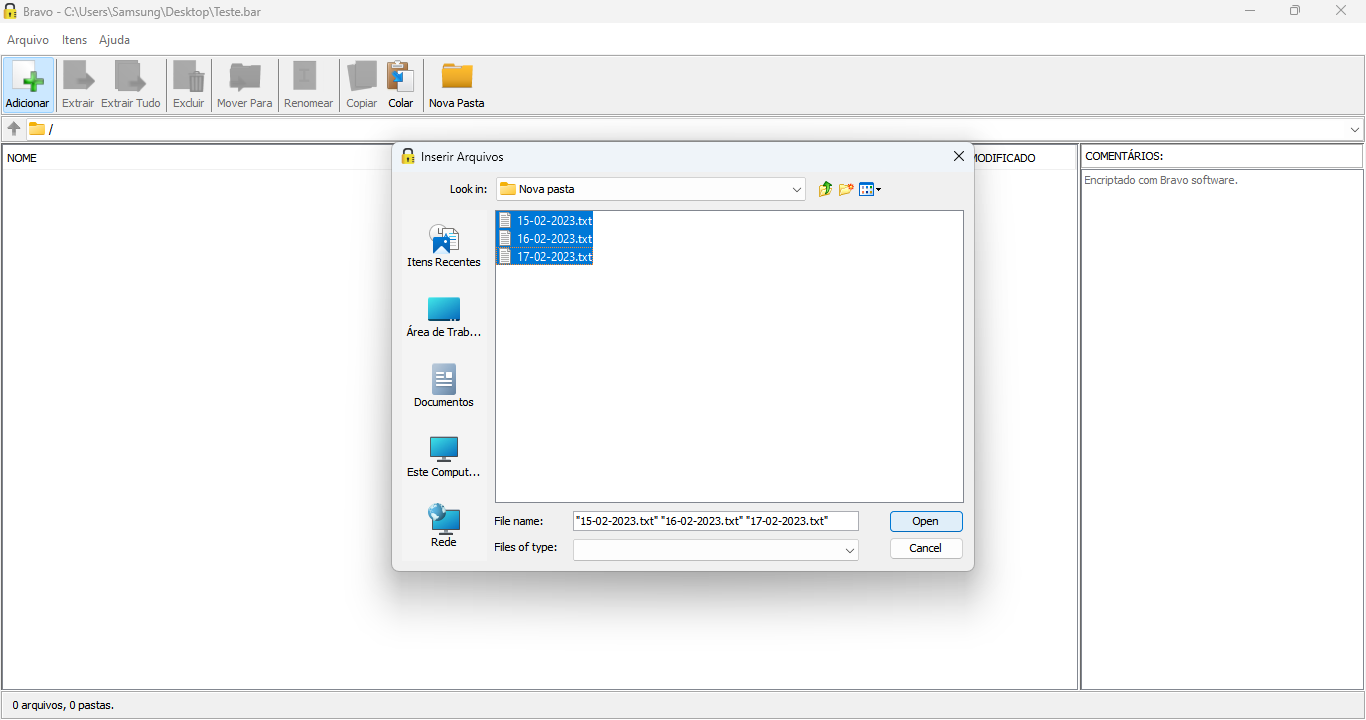 Bravo - C:\Users\Samsung\Desktop\Teste.bar
Arquivo Itens Ajuda
Adicionar Extrair Extrair Tudo Excluir Mover Para Renomear Copiar Colar Nova Pasta
/
NOME
MODIFICADO
COMENTÁRIOS:
Encriptado com Bravo software.
Inserir Arquivos
Look in: Nova pasta
Itens Recentes
Área de Trab...
Documentos
Este Comput...
Rede
15-02-2023.txt
16-02-2023.txt
17-02-2023.txt
File name: "15-02-2023.txt" "16-02-2023.txt" "17-02-2023.txt" Open
Files of type: Cancel
0 arquivos, 0 pastas.